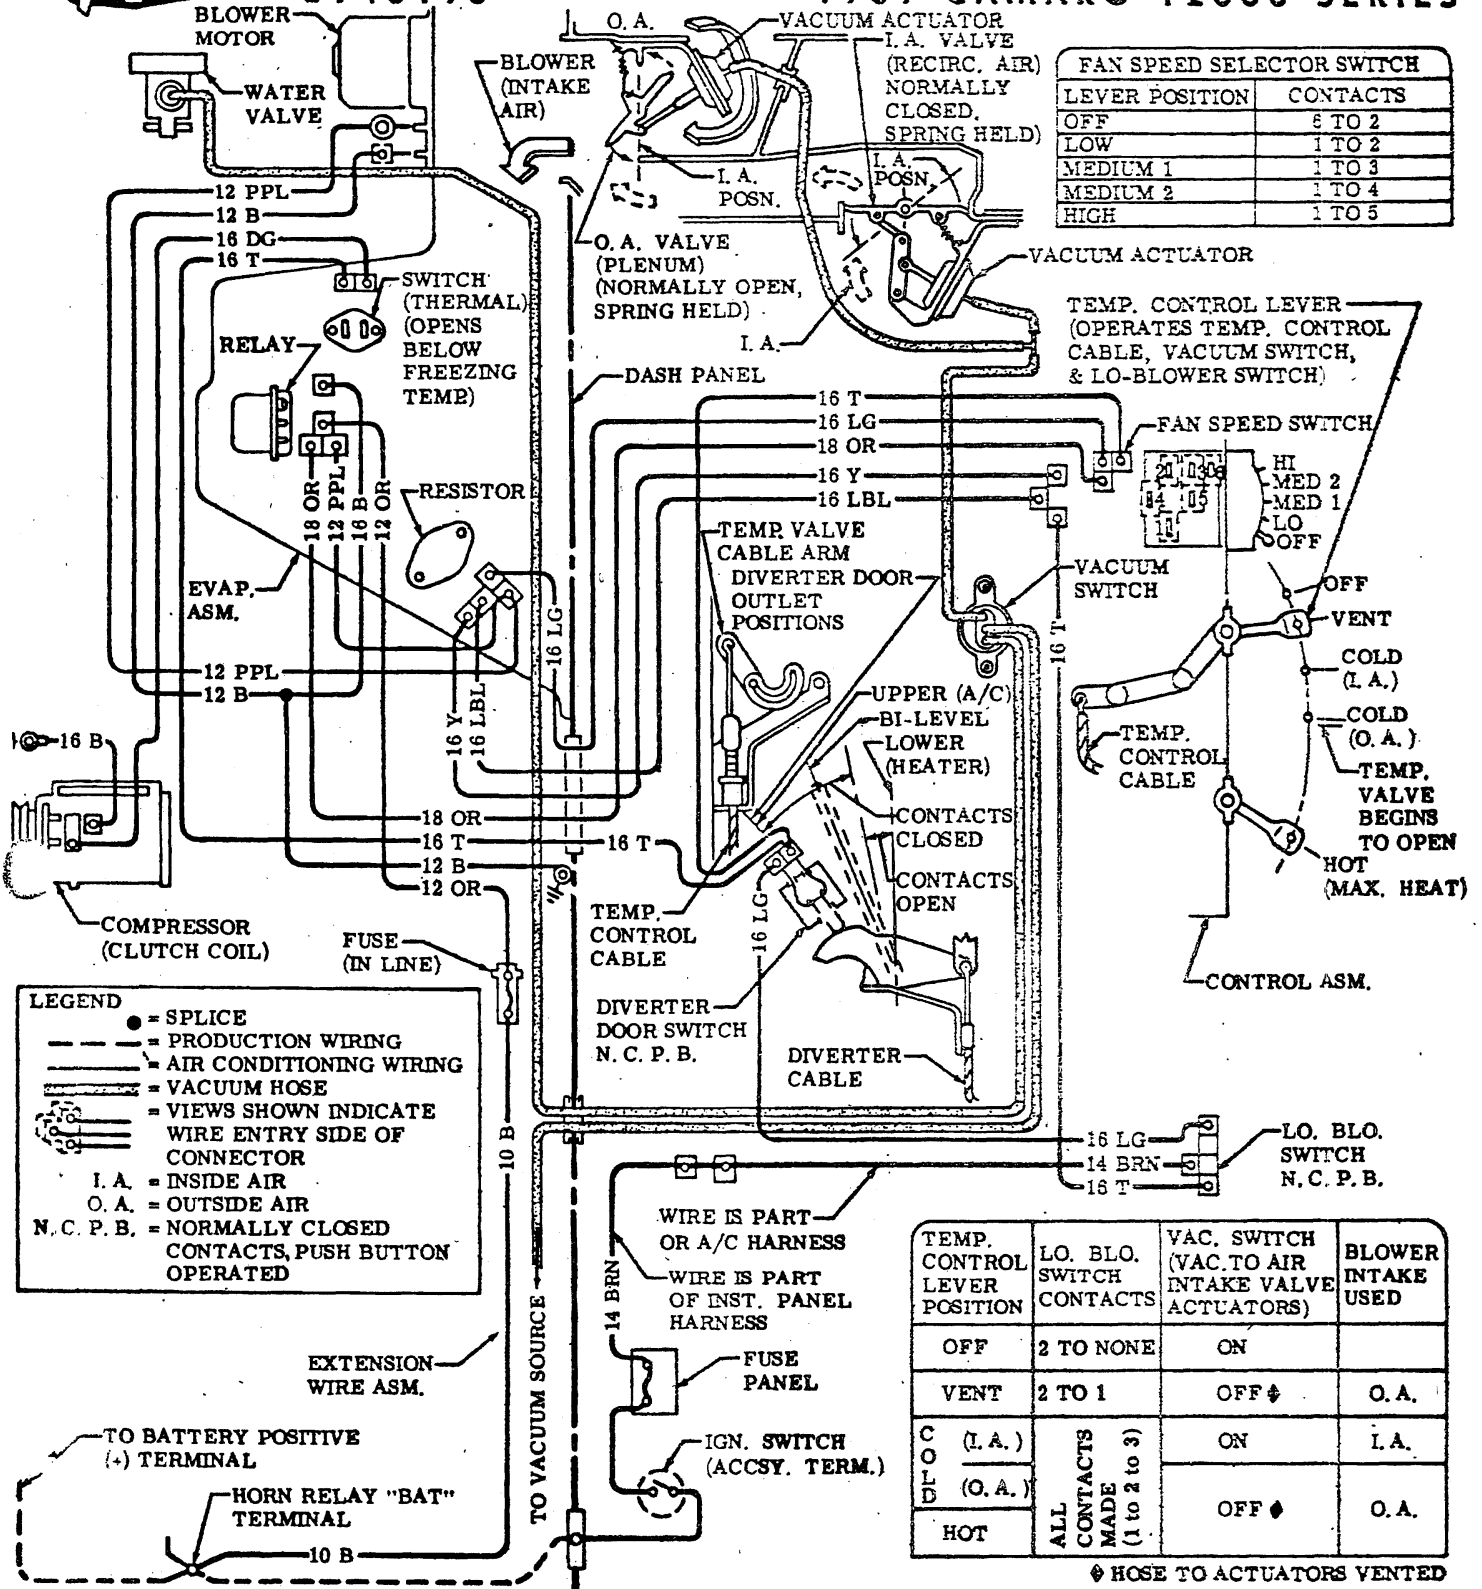 BLOWER
MOTOR
WATER
VALVE
12 PPL
12 B
16 DG
16 T
BLOWER
(INTAKE
AIR)
O. A.
VACUUM ACTUATOR
I. A. VALVE
(RECIRC. AIR)
NORMALLY
CLOSED,
SPRING HELD)
I. A.
POSN.
I. A.
POSN.
O. A. VALVE
(PLENUM)
(NORMALLY OPEN,
SPRING HELD)
I. A.
VACUUM ACTUATOR
FAN SPEED SELECTOR SWITCH
LEVER POSITION CONTACTS
OFF 6 TO 2
LOW 1 TO 2
MEDIUM 1 1 TO 3
MEDIUM 2 1 TO 4
HIGH 1 TO 5
SWITCH
(THERMAL)
(OPENS
BELOW
FREEZING
TEMP.)
RELAY
DASH PANEL
TEMP. CONTROL LEVER
(OPERATES TEMP. CONTROL
CABLE, VACUUM SWITCH,
& LO-BLOWER SWITCH)
16 T
16 LG
18 OR
16 Y
16 LBL
FAN SPEED SWITCH
2 3 6
4 5
1
HI
MED 2
MED 1
LO
OFF
18 OR
12 PPL
16 B
12 OR
RESISTOR
EVAP.
ASM.
TEMP. VALVE
CABLE ARM
DIVERTER DOOR
OUTLET
POSITIONS
VACUUM
SWITCH
16 T
OFF
VENT
COLD
(I. A.)
COLD
(O. A.)
TEMP.
VALVE
BEGINS
TO OPEN
HOT
(MAX. HEAT)
TEMP.
CONTROL
CABLE
CONTROL ASM.
16 LG
12 PPL
12 B
16 Y
16 LBL
UPPER (A/C)
BI-LEVEL
LOWER
(HEATER)
CONTACTS
CLOSED
CONTACTS
OPEN
16 B
18 OR
16 T
16 T
12 B
12 OR
16 LG
COMPRESSOR
(CLUTCH COIL)
FUSE
(IN LINE)
TEMP.
CONTROL
CABLE
DIVERTER
DOOR SWITCH
N. C. P. B.
DIVERTER
CABLE
LEGEND
= SPLICE
= PRODUCTION WIRING
= AIR CONDITIONING WIRING
= VACUUM HOSE
= VIEWS SHOWN INDICATE
WIRE ENTRY SIDE OF
CONNECTOR
I. A. = INSIDE AIR
O. A. = OUTSIDE AIR
N. C. P. B. = NORMALLY CLOSED
CONTACTS, PUSH BUTTON
OPERATED
10 B
16 LG
14 BRN
16 T
LO. BLO.
SWITCH
N. C. P. B.
WIRE IS PART
OR A/C HARNESS
WIRE IS PART
OF INST. PANEL
HARNESS
14 BRN
TO VACUUM SOURCE
EXTENSION
WIRE ASM.
FUSE
PANEL
IGN. SWITCH
(ACCSY. TERM.)
TO BATTERY POSITIVE
(+) TERMINAL
HORN RELAY "BAT"
TERMINAL
10 B
TEMP.
CONTROL
LEVER
POSITION
LO. BLO.
SWITCH
CONTACTS
VAC. SWITCH
(VAC. TO AIR
INTAKE VALVE
ACTUATORS)
BLOWER
INTAKE
USED
OFF 2 TO NONE ON
VENT 2 TO 1 OFF ♦ O. A.
COLD (I. A.) ON I. A.
(O. A.)
HOT
ALL
CONTACTS
MADE
(1 to 2 to 3)
OFF ♦ O. A.
♦ HOSE TO ACTUATORS VENTED